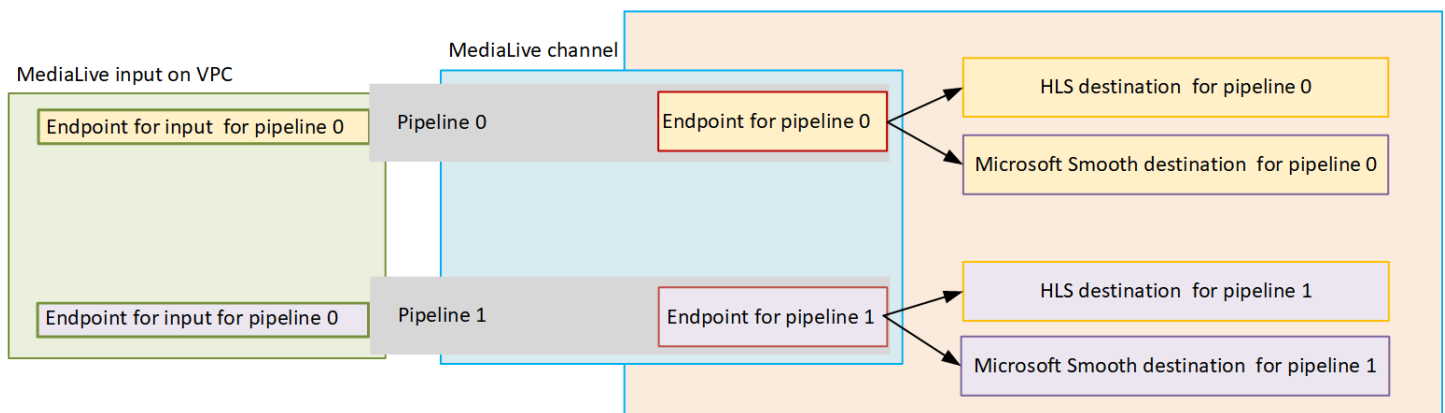 MediaLive channel
MediaLive input on VPC
Endpoint for input for pipeline 0
Pipeline 0
Endpoint for pipeline 0
HLS destination for pipeline 0
Microsoft Smooth destination for pipeline 0
Endpoint for input for pipeline 0
Pipeline 1
Endpoint for pipeline 1
HLS destination for pipeline 1
Microsoft Smooth destination for pipeline 1